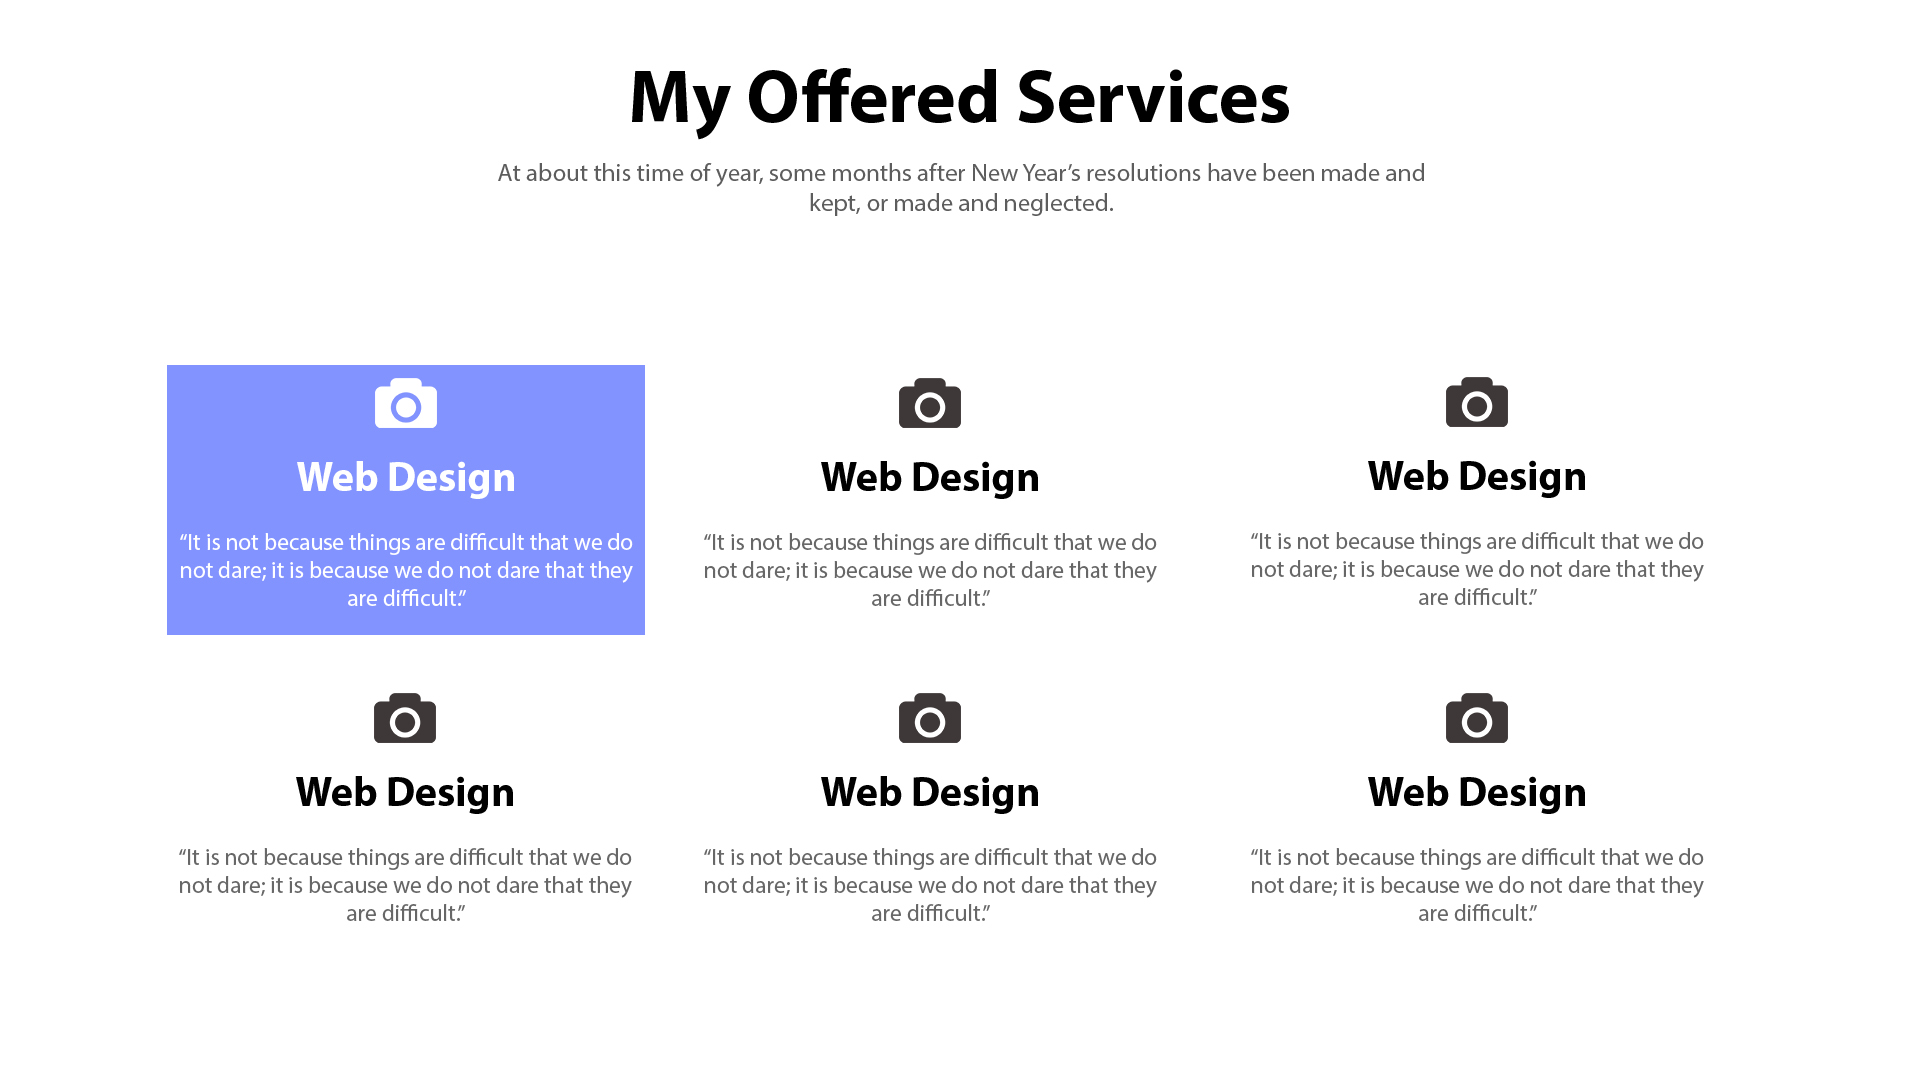 My Offered Services
At about this time of year, some months after New Year’s resolutions have been made and
kept, or made and neglected.
Web Design
“It is not because things are difficult that we do
not dare; it is because we do not dare that they
are difficult.”
Web Design
“It is not because things are difficult that we do
not dare; it is because we do not dare that they
are difficult.”
Web Design
“It is not because things are difficult that we do
not dare; it is because we do not dare that they
are difficult.”
Web Design
“It is not because things are difficult that we do
not dare; it is because we do not dare that they
are difficult.”
Web Design
“It is not because things are difficult that we do
not dare; it is because we do not dare that they
are difficult.”
Web Design
“It is not because things are difficult that we do
not dare; it is because we do not dare that they
are difficult.”